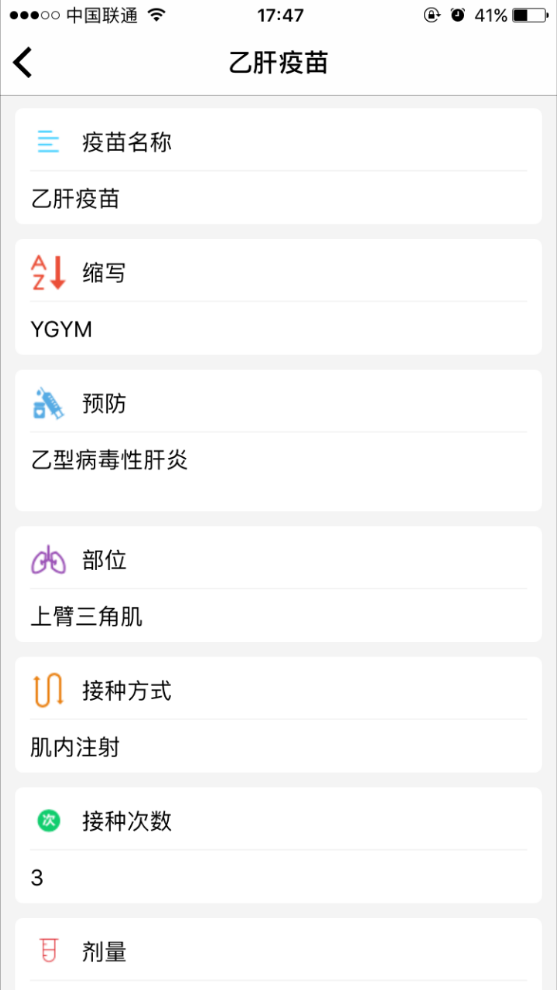 中国联通 17:47 41%
乙肝疫苗
疫苗名称
乙肝疫苗
AZ 缩写
YGYM
预防
乙型病毒性肝炎
部位
上臂三角肌
接种方式
肌内注射
次 接种次数
3
剂量